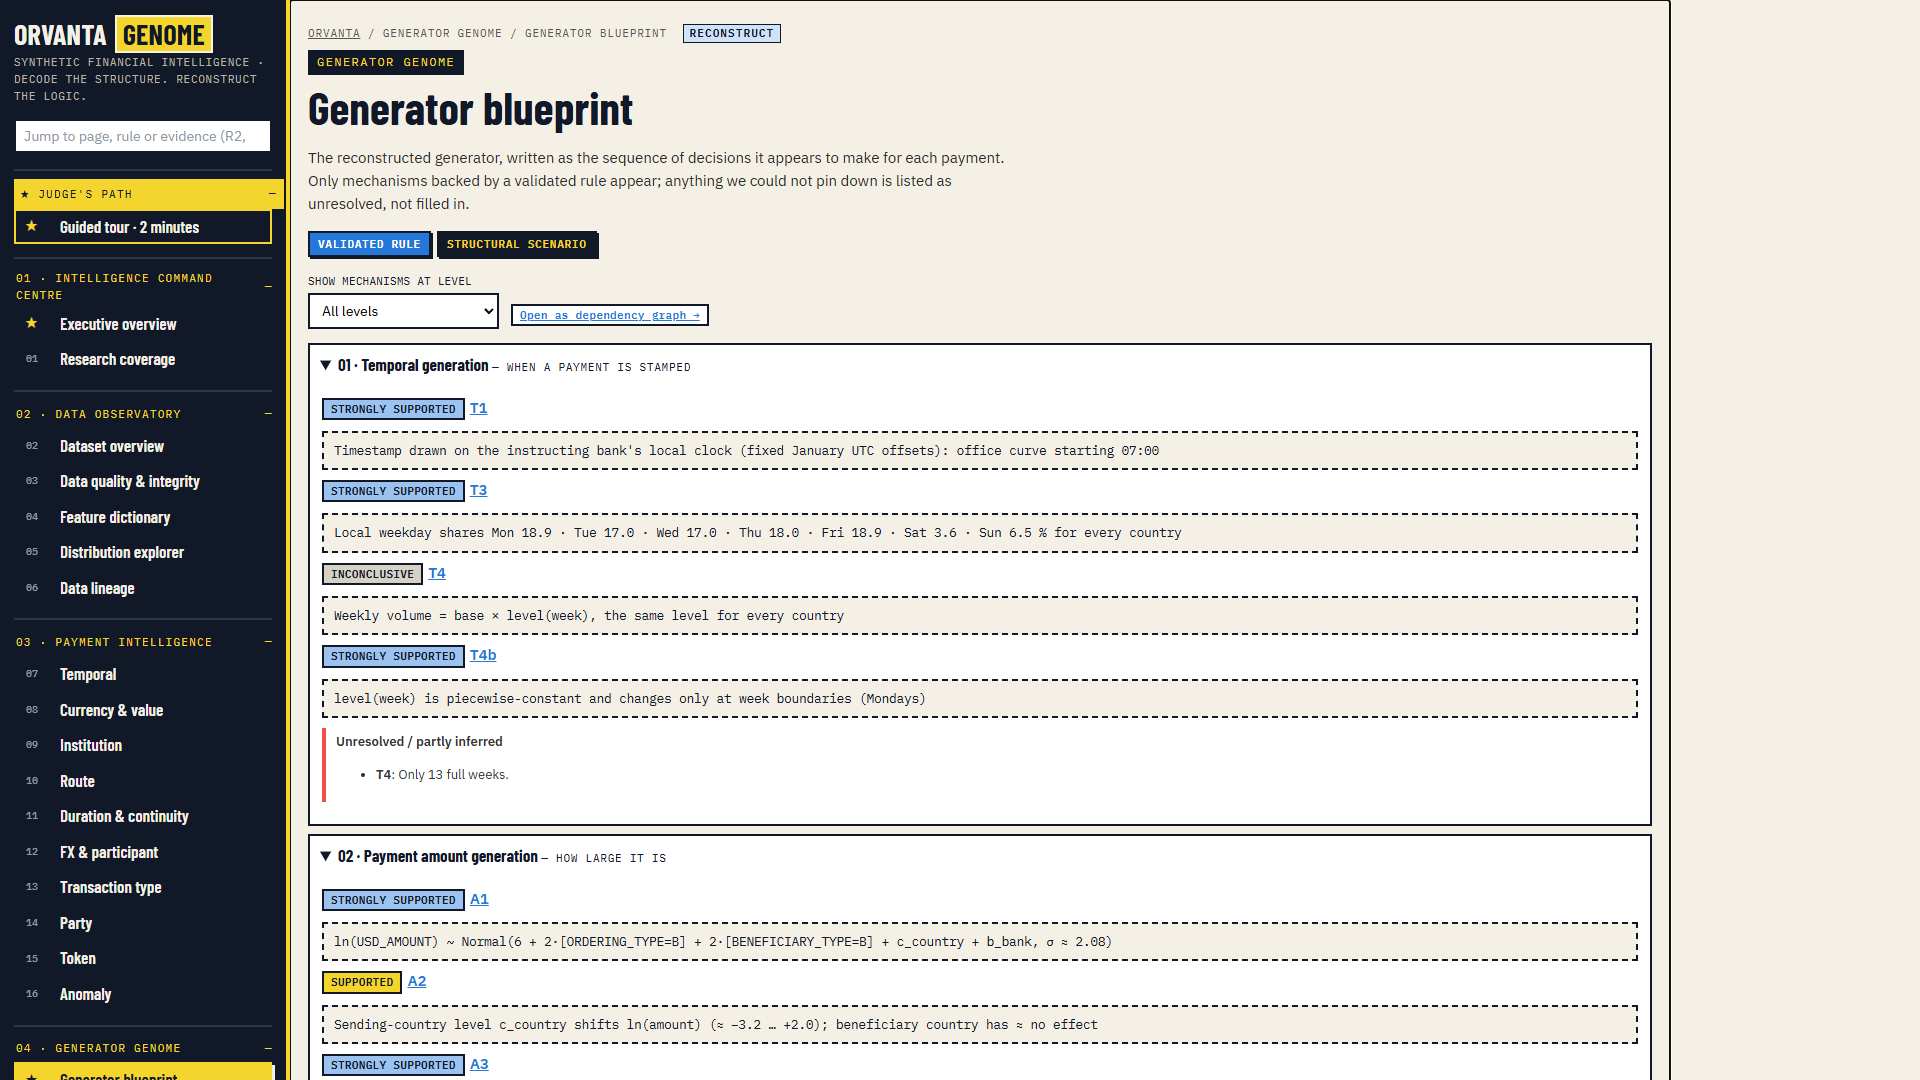 ORVANTA GENOME
SYNTHETIC FINANCIAL INTELLIGENCE ·
DECODE THE STRUCTURE. RECONSTRUCT
THE LOGIC.
Jump to page, rule or evidence (R2,
★ JUDGE'S PATH –
★ Guided tour · 2 minutes
01 · INTELLIGENCE COMMAND
CENTRE –
★ Executive overview
01 Research coverage
02 · DATA OBSERVATORY –
02 Dataset overview
03 Data quality & integrity
04 Feature dictionary
05 Distribution explorer
06 Data lineage
03 · PAYMENT INTELLIGENCE –
07 Temporal
08 Currency & value
09 Institution
10 Route
11 Duration & continuity
12 FX & participant
13 Transaction type
14 Party
15 Token
16 Anomaly
04 · GENERATOR GENOME –
★ Generator blueprint
ORVANTA / GENERATOR GENOME / GENERATOR BLUEPRINT RECONSTRUCT
GENERATOR GENOME
Generator blueprint
The reconstructed generator, written as the sequence of decisions it appears to make for each payment.
Only mechanisms backed by a validated rule appear; anything we could not pin down is listed as
unresolved, not filled in.
VALIDATED RULE STRUCTURAL SCENARIO
SHOW MECHANISMS AT LEVEL
All levels Open as dependency graph →
▼ 01 · Temporal generation — WHEN A PAYMENT IS STAMPED
STRONGLY SUPPORTED T1
Timestamp drawn on the instructing bank's local clock (fixed January UTC offsets): office curve starting 07:00
STRONGLY SUPPORTED T3
Local weekday shares Mon 18.9 · Tue 17.0 · Wed 17.0 · Thu 18.0 · Fri 18.9 · Sat 3.6 · Sun 6.5 % for every country
INCONCLUSIVE T4
Weekly volume = base × level(week), the same level for every country
STRONGLY SUPPORTED T4b
level(week) is piecewise-constant and changes only at week boundaries (Mondays)
Unresolved / partly inferred
• T4: Only 13 full weeks.
▼ 02 · Payment amount generation — HOW LARGE IT IS
STRONGLY SUPPORTED A1
ln(USD_AMOUNT) ~ Normal(6 + 2·[ORDERING_TYPE=B] + 2·[BENEFICIARY_TYPE=B] + c_country + b_bank, σ ≈ 2.08)
SUPPORTED A2
Sending-country level c_country shifts ln(amount) (≈ −3.2 … +2.0); beneficiary country has ≈ no effect
STRONGLY SUPPORTED A3